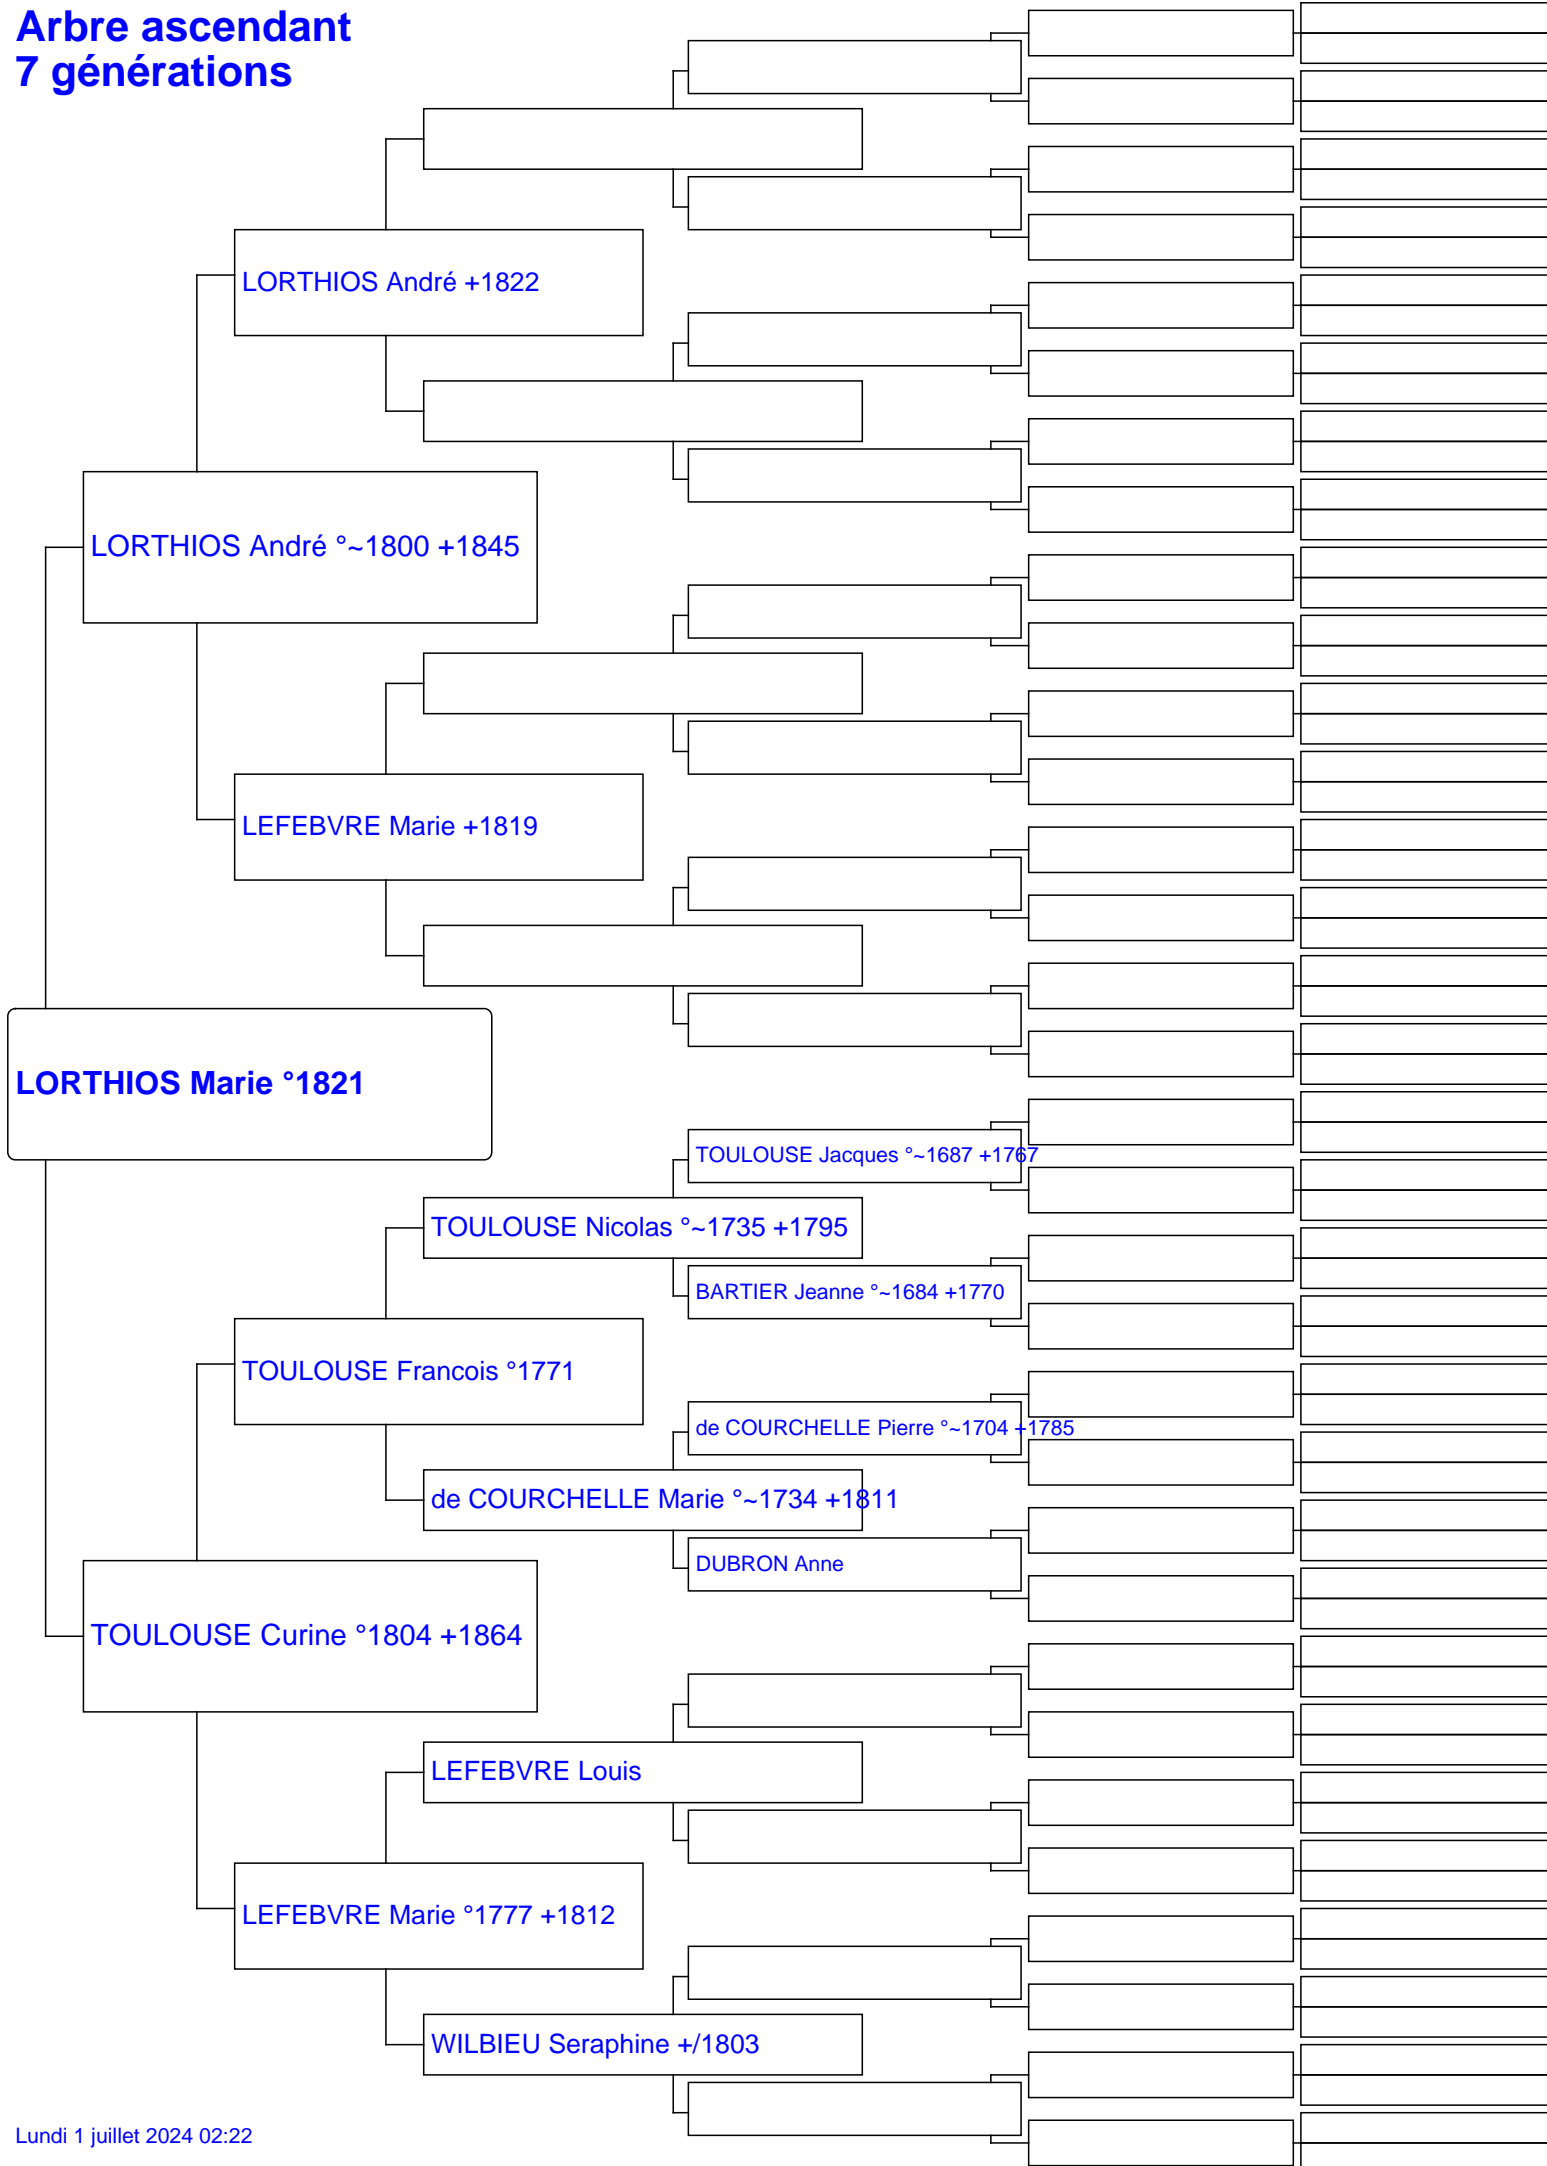 Arbre ascendant
7 générations
LORTHIOS André +1822
LORTHIOS André °~1800 +1845
LEFEBVRE Marie +1819
LORTHIOS Marie °1821
TOULOUSE Jacques °~1687 +1767
TOULOUSE Nicolas °~1735 +1795
BARTIER Jeanne °~1684 +1770
TOULOUSE Francois °1771
de COURCHELLE Pierre °~1704 +1785
de COURCHELLE Marie °~1734 +1811
DUBRON Anne
TOULOUSE Curine °1804 +1864
LEFEBVRE Louis
LEFEBVRE Marie °1777 +1812
WILBIEU Seraphine +/1803
Lundi 1 juillet 2024 02:22